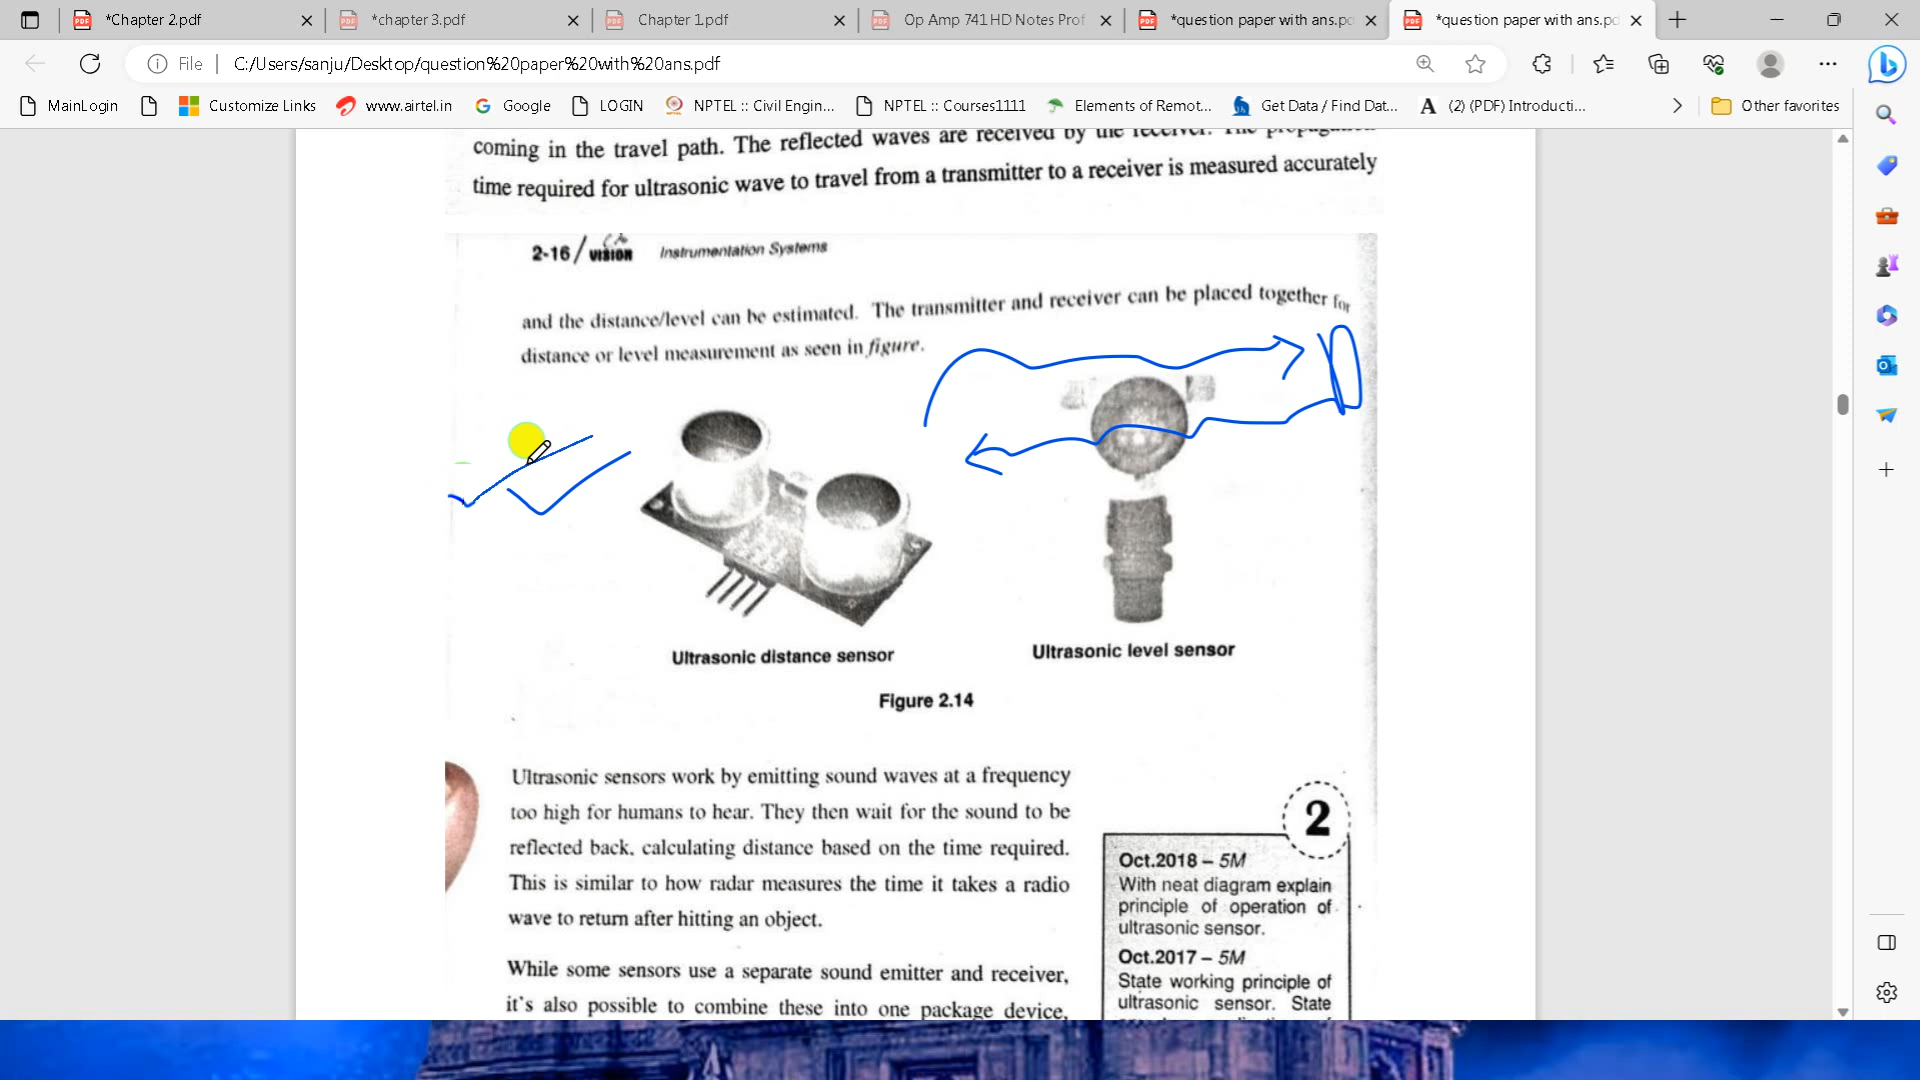 *Chapter 2.pdf
*chapter 3.pdf
Chapter 1.pdf
Op Amp 741 HD Notes Prof
*question paper with ans.pd
*question paper with ans.pd
File
C:/Users/sanju/Desktop/question%20paper%20with%20ans.pdf
MainLogin
Customize Links
www.airtel.in
Google
LOGIN
NPTEL :: Civil Engin...
NPTEL :: Courses1111
Elements of Remot...
Get Data / Find Dat...
(2) (PDF) Introducti...
Other favorites
coming in the travel path. The reflected waves are received by the receiver. The
time required for ultrasonic wave to travel from a transmitter to a receiver is measured accurately
2-16/ VISION Instrumentation Systems
and the distance/level can be estimated. The transmitter and receiver can be placed together for
distance or level measurement as seen in figure.
Ultrasonic distance sensor
Ultrasonic level sensor
Figure 2.14
Ultrasonic sensors work by emitting sound waves at a frequency
too high for humans to hear. They then wait for the sound to be
reflected back, calculating distance based on the time required.
This is similar to how radar measures the time it takes a radio
wave to return after hitting an object.
While some sensors use a separate sound emitter and receiver,
it's also possible to combine these into one package device,
2
Oct.2018 – 5M
With neat diagram explain
principle of operation of
ultrasonic sensor.
Oct.2017 – 5M
State working principle of
ultrasonic sensor. State